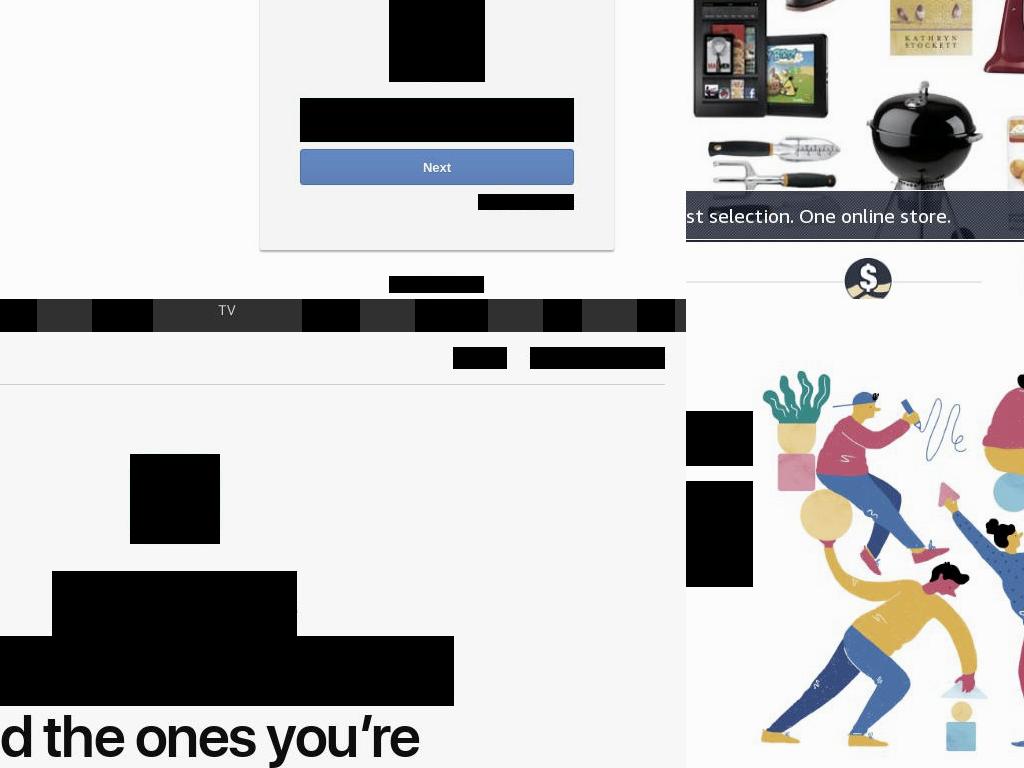 Next
KATHRYN
STOCKETT
st selection. One online store.
TV
d the ones you're